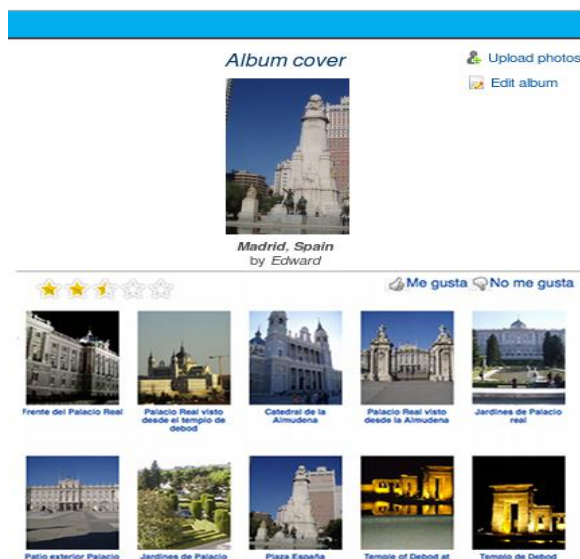 Album cover
Upload photos
Edit album
Madrid, Spain
by Edward
Me gusta No me gusta
Frente del Palacio Real
Palacio Real visto
desde el templo de
debod
Catedral de la
Almudena
Palacio Real visto
desde la Almudena
Jardines de Palacio
real
Patio exterior Palacio
Jardines de Palacio
Plaza España
Temple of Debod at
Templo de Debod